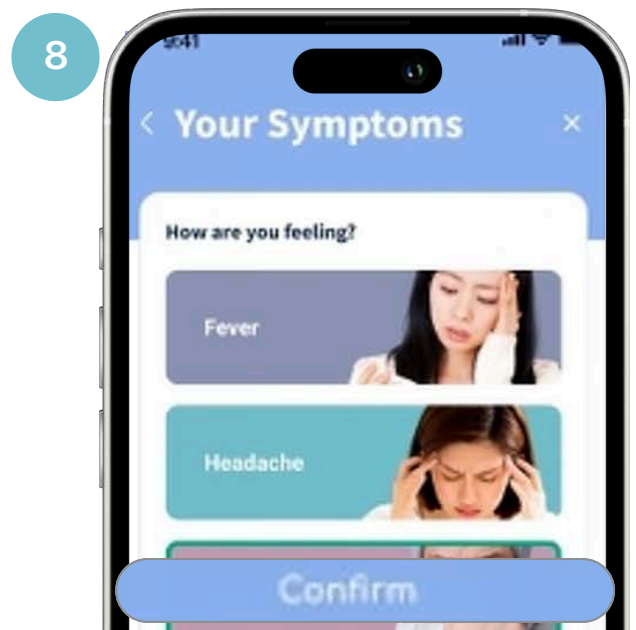 8
9:41
Your Symptoms
How are you feeling?
Fever
Headache
Confirm